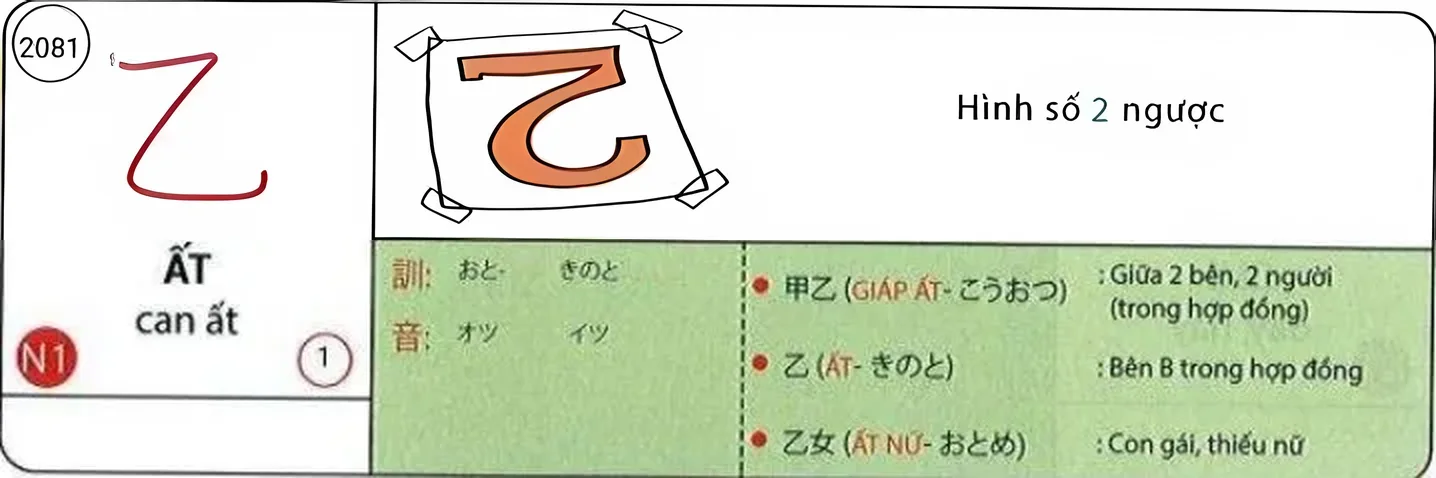 2081
乙
ẤT
can ất
N1
1
Hình số 2 ngược
訓: おと- きのと
音: オツ イツ
甲乙 (GIÁP ẤT- こうおつ) : Giữa 2 bên, 2 người
(trong hợp đồng)
乙 (ẤT- きのと) : Bên B trong hợp đồng
乙女 (ẤT NỮ- おとめ) : Con gái, thiếu nữ